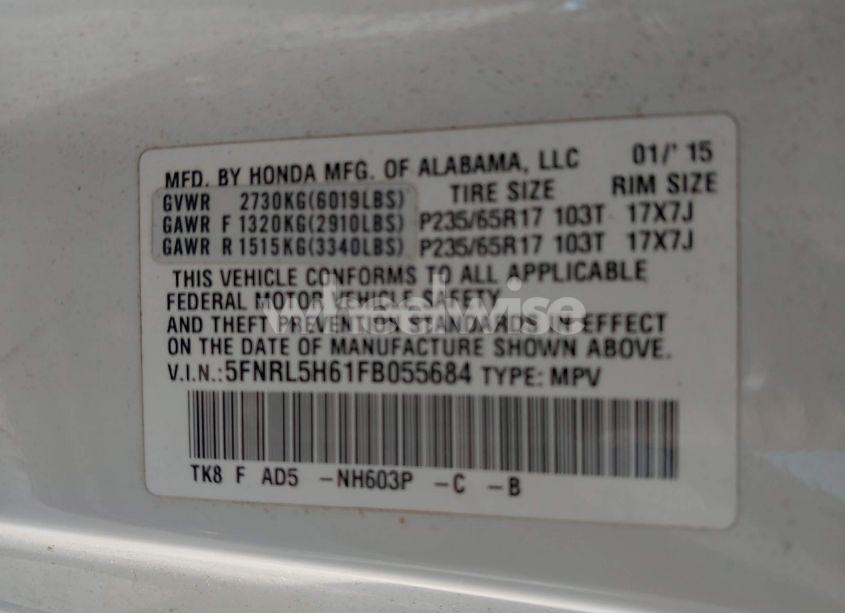 MFD. BY HONDA MFG. OF ALABAMA, LLC 01/' 15
GVWR 2730KG(6019LBS) TIRE SIZE RIM SIZE
GAWR F 1320KG(2910LBS) P235/65R17 103T 17X7J
GAWR R 1515KG(3340LBS) P235/65R17 103T 17X7J
THIS VEHICLE CONFORMS TO ALL APPLICABLE
FEDERAL MOTOR VEHICLE SAFETY
wheelwise
AND THEFT PREVENTION STANDARDS IN EFFECT
ON THE DATE OF MANUFACTURE SHOWN ABOVE.
V.I.N.:5FNRL5H61FB055684 TYPE: MPV
TK8 F AD5 -NH603P -C -B